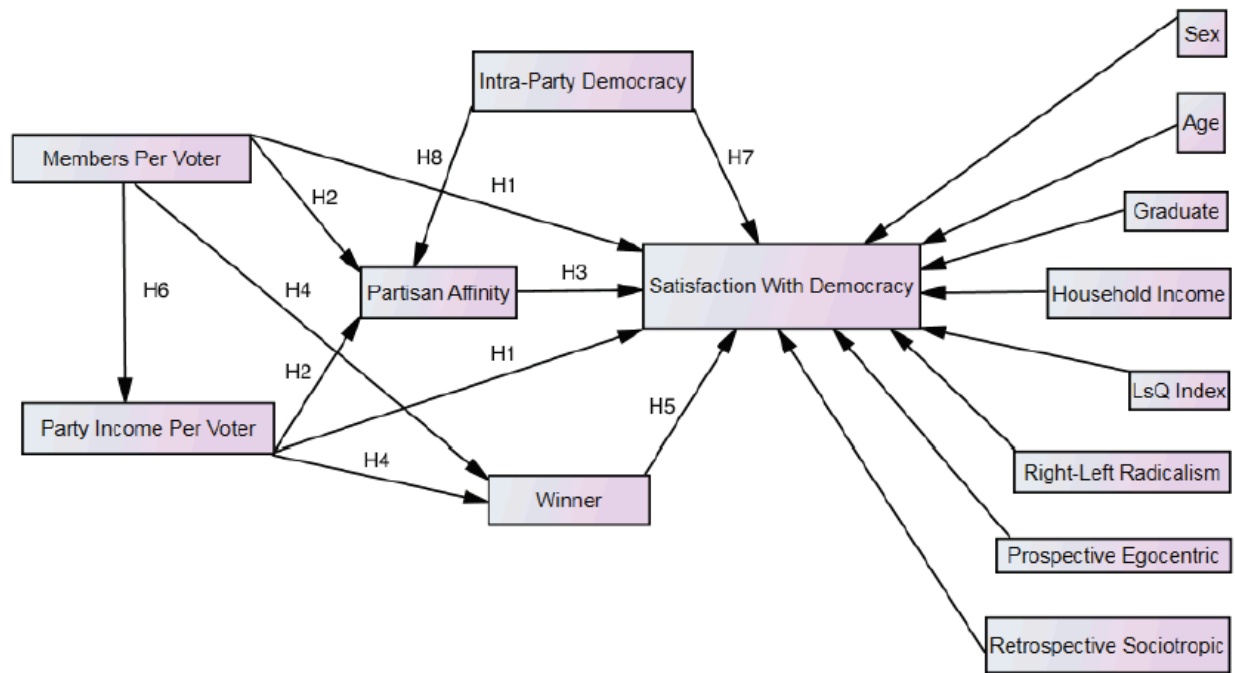 Sex
Intra-Party Democracy
Age
Members Per Voter
H8
H7
H1
H2
Graduate
H6
H4
Partisan Affinity
H3
Satisfaction With Democracy
Household Income
H1
H2
Party Income Per Voter
H5
LsQ Index
H4
Winner
Right-Left Radicalism
Prospective Egocentric
Retrospective Sociotropic